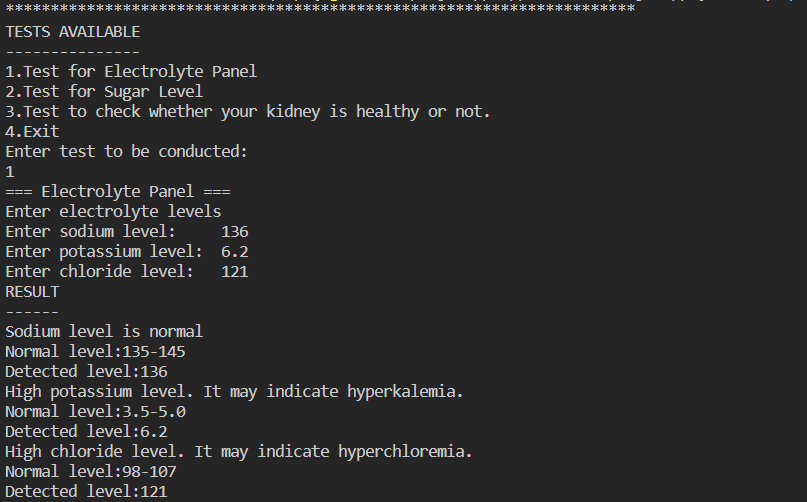 **********************************************************************
TESTS AVAILABLE
---------------
1.Test for Electrolyte Panel
2.Test for Sugar Level
3.Test to check whether your kidney is healthy or not.
4.Exit
Enter test to be conducted:
1
=== Electrolyte Panel ===
Enter electrolyte levels
Enter sodium level:     136
Enter potassium level:  6.2
Enter chloride level:   121
RESULT
------
Sodium level is normal
Normal level:135-145
Detected level:136
High potassium level. It may indicate hyperkalemia.
Normal level:3.5-5.0
Detected level:6.2
High chloride level. It may indicate hyperchloremia.
Normal level:98-107
Detected level:121